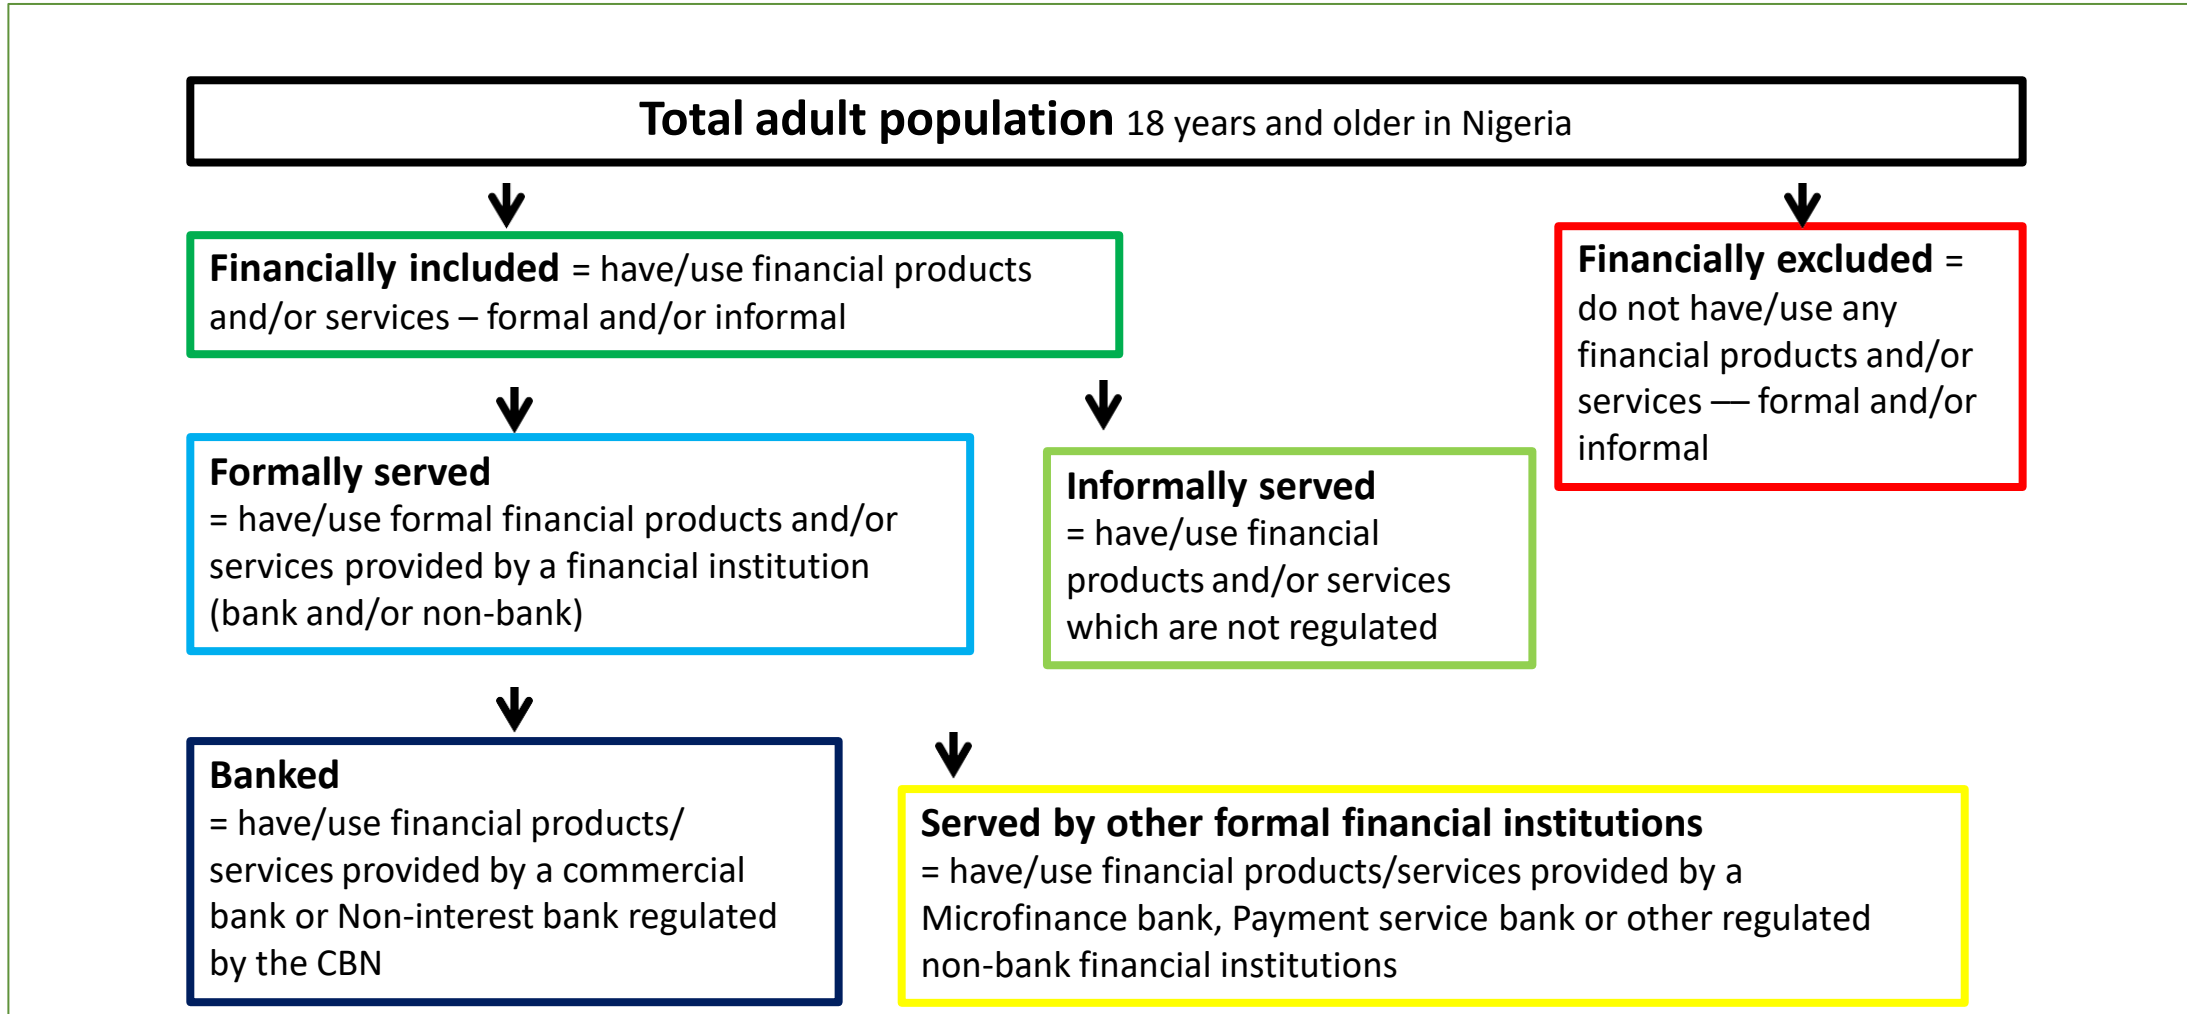 Total adult population 18 years and older in Nigeria
Financially included = have/use financial products
and/or services – formal and/or informal
Financially excluded =
do not have/use any
financial products and/or
services — formal and/or
informal
Formally served
= have/use formal financial products and/or
services provided by a financial institution
(bank and/or non-bank)
Informally served
= have/use financial
products and/or services
which are not regulated
Banked
= have/use financial products/
services provided by a commercial
bank or Non-interest bank regulated
by the CBN
Served by other formal financial institutions
= have/use financial products/services provided by a
Microfinance bank, Payment service bank or other regulated
non-bank financial institutions